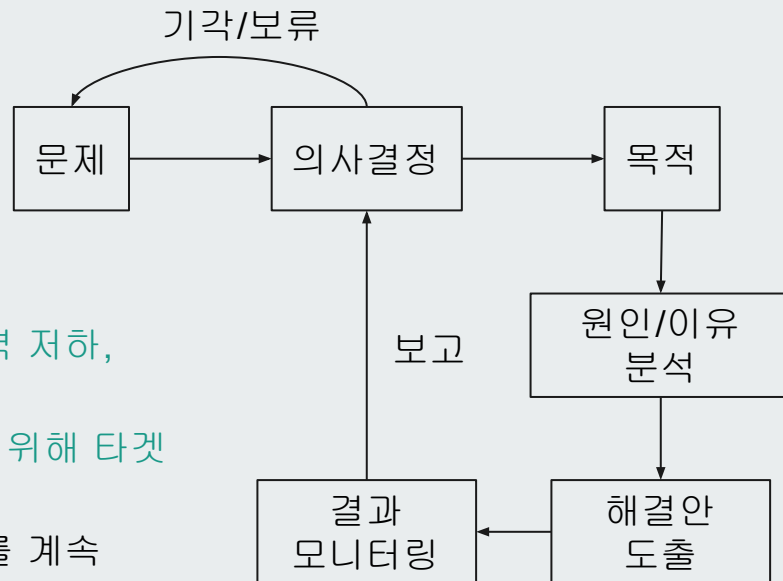 기각/보류
문제
의사결정
목적
저하,
원인/이유
분석
보고
위해 타겟
결과
모니터링
해결안
도출
계속